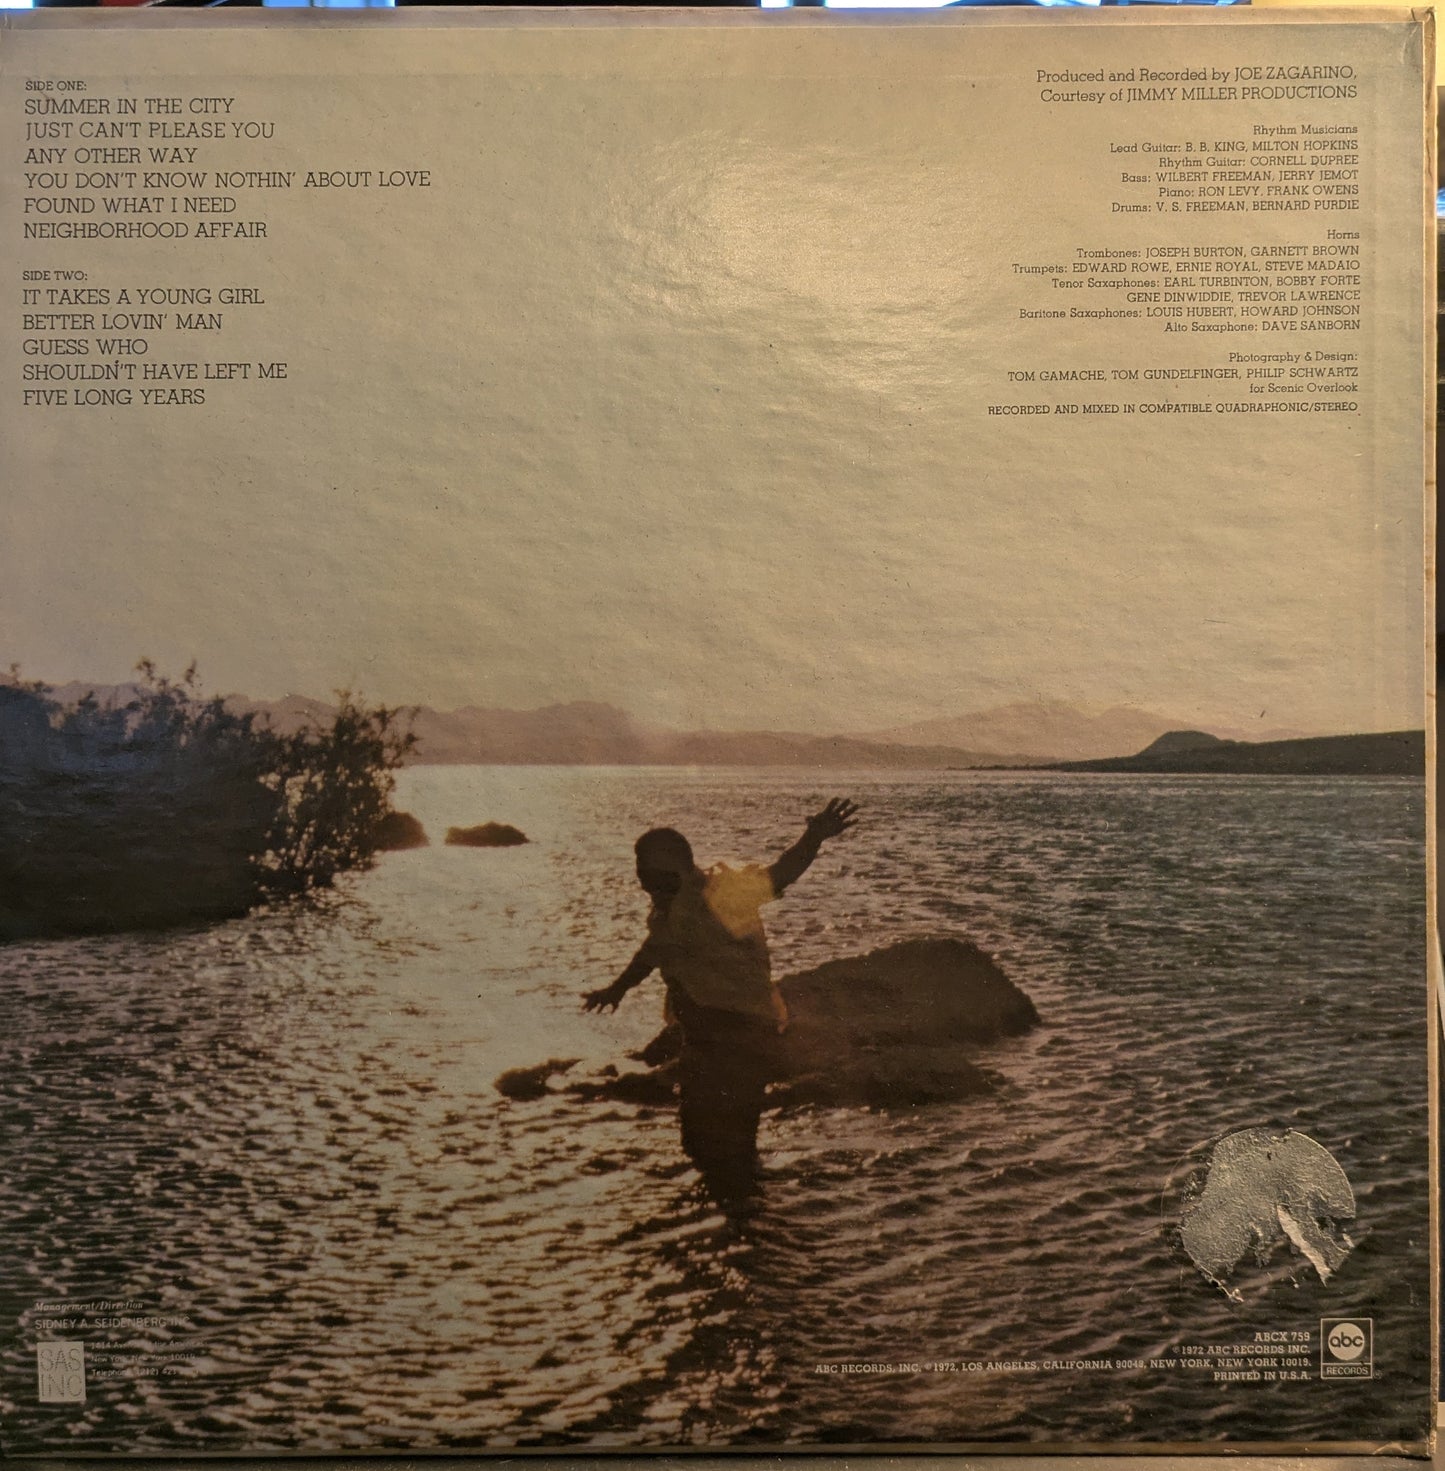 SIDE ONE:
SUMMER IN THE CITY
JUST CAN'T PLEASE YOU
ANY OTHER WAY
YOU DON'T KNOW NOTHIN' ABOUT LOVE
FOUND WHAT I NEED
NEIGHBORHOOD AFFAIR
SIDE TWO:
IT TAKES A YOUNG GIRL
BETTER LOVIN' MAN
GUESS WHO
SHOULDN'T HAVE LEFT ME
FIVE LONG YEARS
Produced and Recorded by JOE ZAGARINO,
Courtesy of JIMMY MILLER PRODUCTIONS
Rhythm Musicians
Lead Guitar: B. B. KING, MILTON HOPKINS
Rhythm Guitar: CORNELL DUPREE
Bass: WILBERT FREEMAN, JERRY JEMOT
Piano: RON LEVY, FRANK OWENS
Drums: V. S. FREEMAN, BERNARD PURDIE
Horns
Trombones: JOSEPH BURTON, GARNETT BROWN
Trumpets: EDWARD ROWE, ERNIE ROYAL, STEVE MADAIO
Tenor Saxophones: EARL TURBINTON, BOBBY FORTE
GENE DINWIDDIE, TREVOR LAWRENCE
Baritone Saxophones: LOUIS HUBERT, HOWARD JOHNSON
Alto Saxophone: DAVE SANBORN
Photography & Design:
TOM GAMACHE, TOM GUNDELFINGER, PHILIP SCHWARTZ
for Scenic Overlook
RECORDED AND MIXED IN COMPATIBLE QUADRAPHONIC/STEREO
Management/Direction
SIDNEY A. SEIDENBERG INC.
SAS
INC
1414 Avenue of the Americas
New York, New York 10019
Telephone (212)
ABCX 759
©1972 ABC RECORDS INC.
ABC RECORDS, INC. ©1972, LOS ANGELES, CALIFORNIA 90048, NEW YORK, NEW YORK 10019.
PRINTED IN U.S.A.
abc
RECORDS